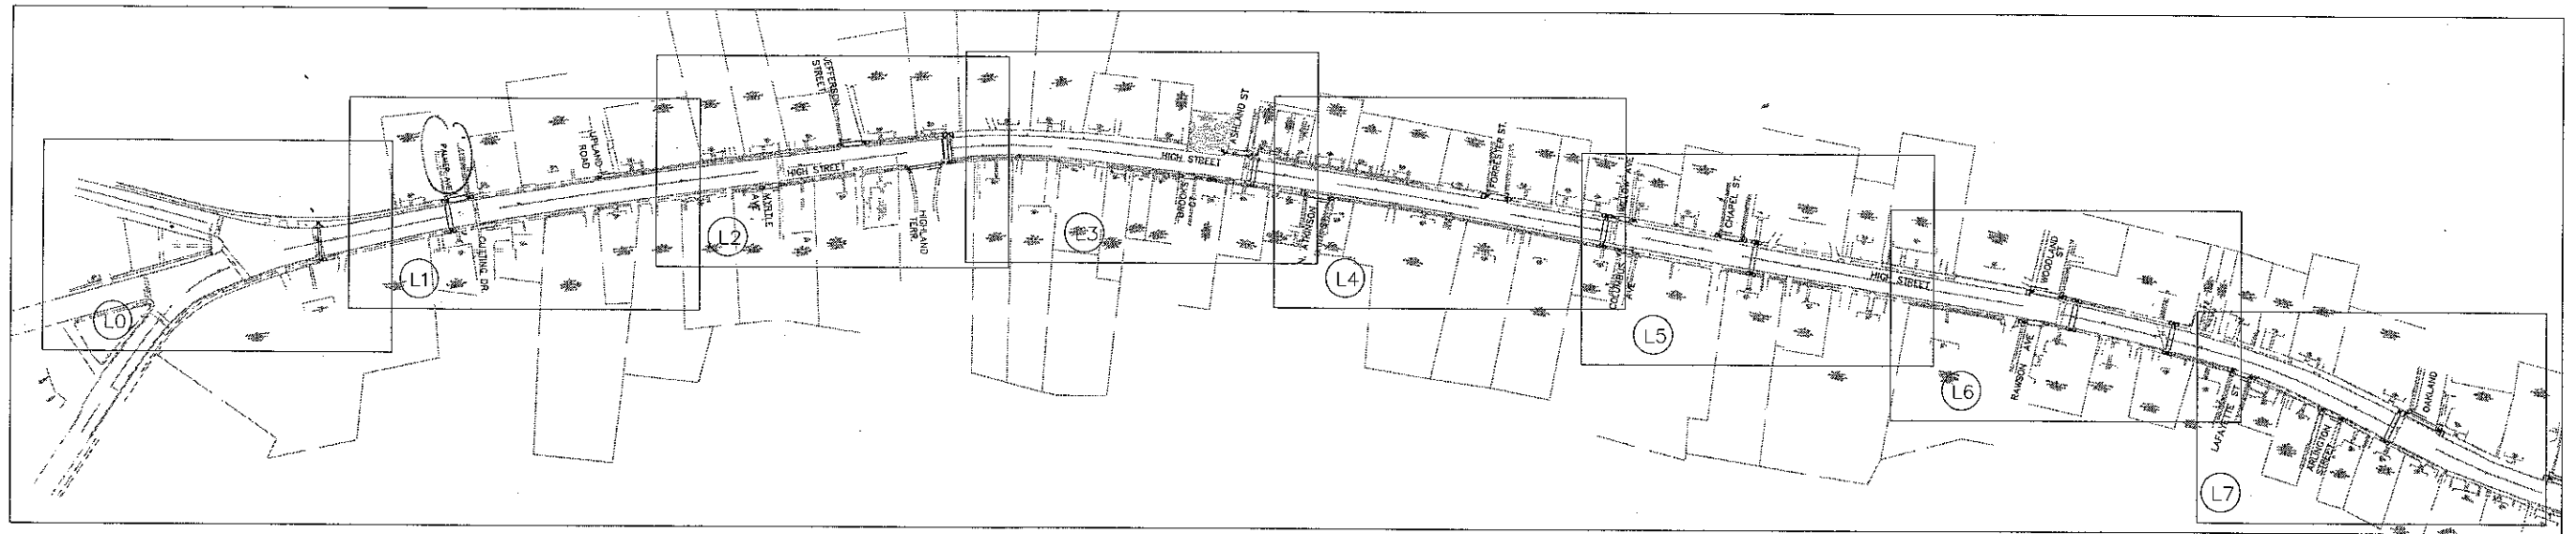 L0
L1
UPLAND
ROAD
JEFFERSON
STREET
L2
MYRTLE
AVE
HIGH STREET
HIGHLAND
TERR.
L3
BROOKS
HIGH STREET
ASHLAND ST
N. ATKINSON
L4
FORRESTER ST.
AVE
L5
CHAPEL ST.
HIGH STREET
L6
RAWSON AVE
WOODLAND
ST
LAFAYETTE ST
ARLINGTON
STREET
OAKLAND
L7